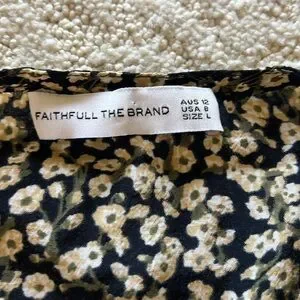 FAITHFULL THE BRAND
AUS 12
USA 8
SIZE L